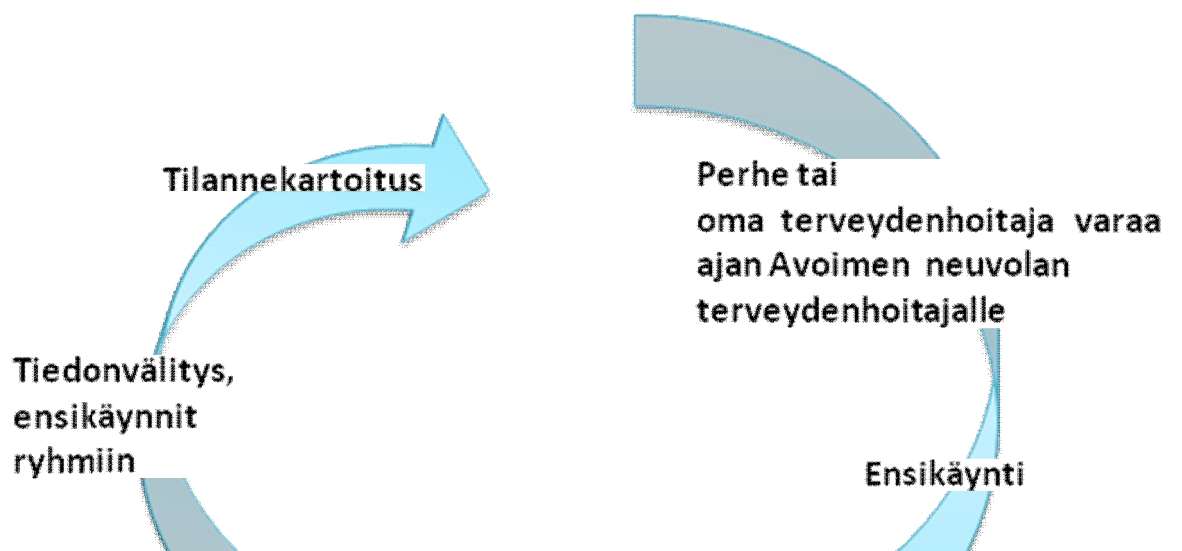 Tilannekartoitus
Perhe tai
oma terveydenhoitaja varaa
ajan Avoimen neuvolan
terveydenhoitajalle
Tiedonvälitys,
ensikäynnit
ryhmiin
Ensikäynti